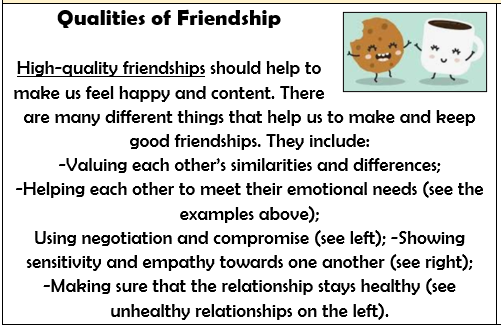 Qualities of Friendship
High-quality friendships should help to
make us feel happy and content. There
are many different things that help us to make and keep
good friendships. They include:
-Valuing each other's similarities and differences;
-Helping each other to meet their emotional needs (see the
examples above);
Using negotiation and compromise (see left); -Showing
sensitivity and empathy towards one another (see right);
-Making sure that the relationship stays healthy (see
unhealthy relationships on the left).